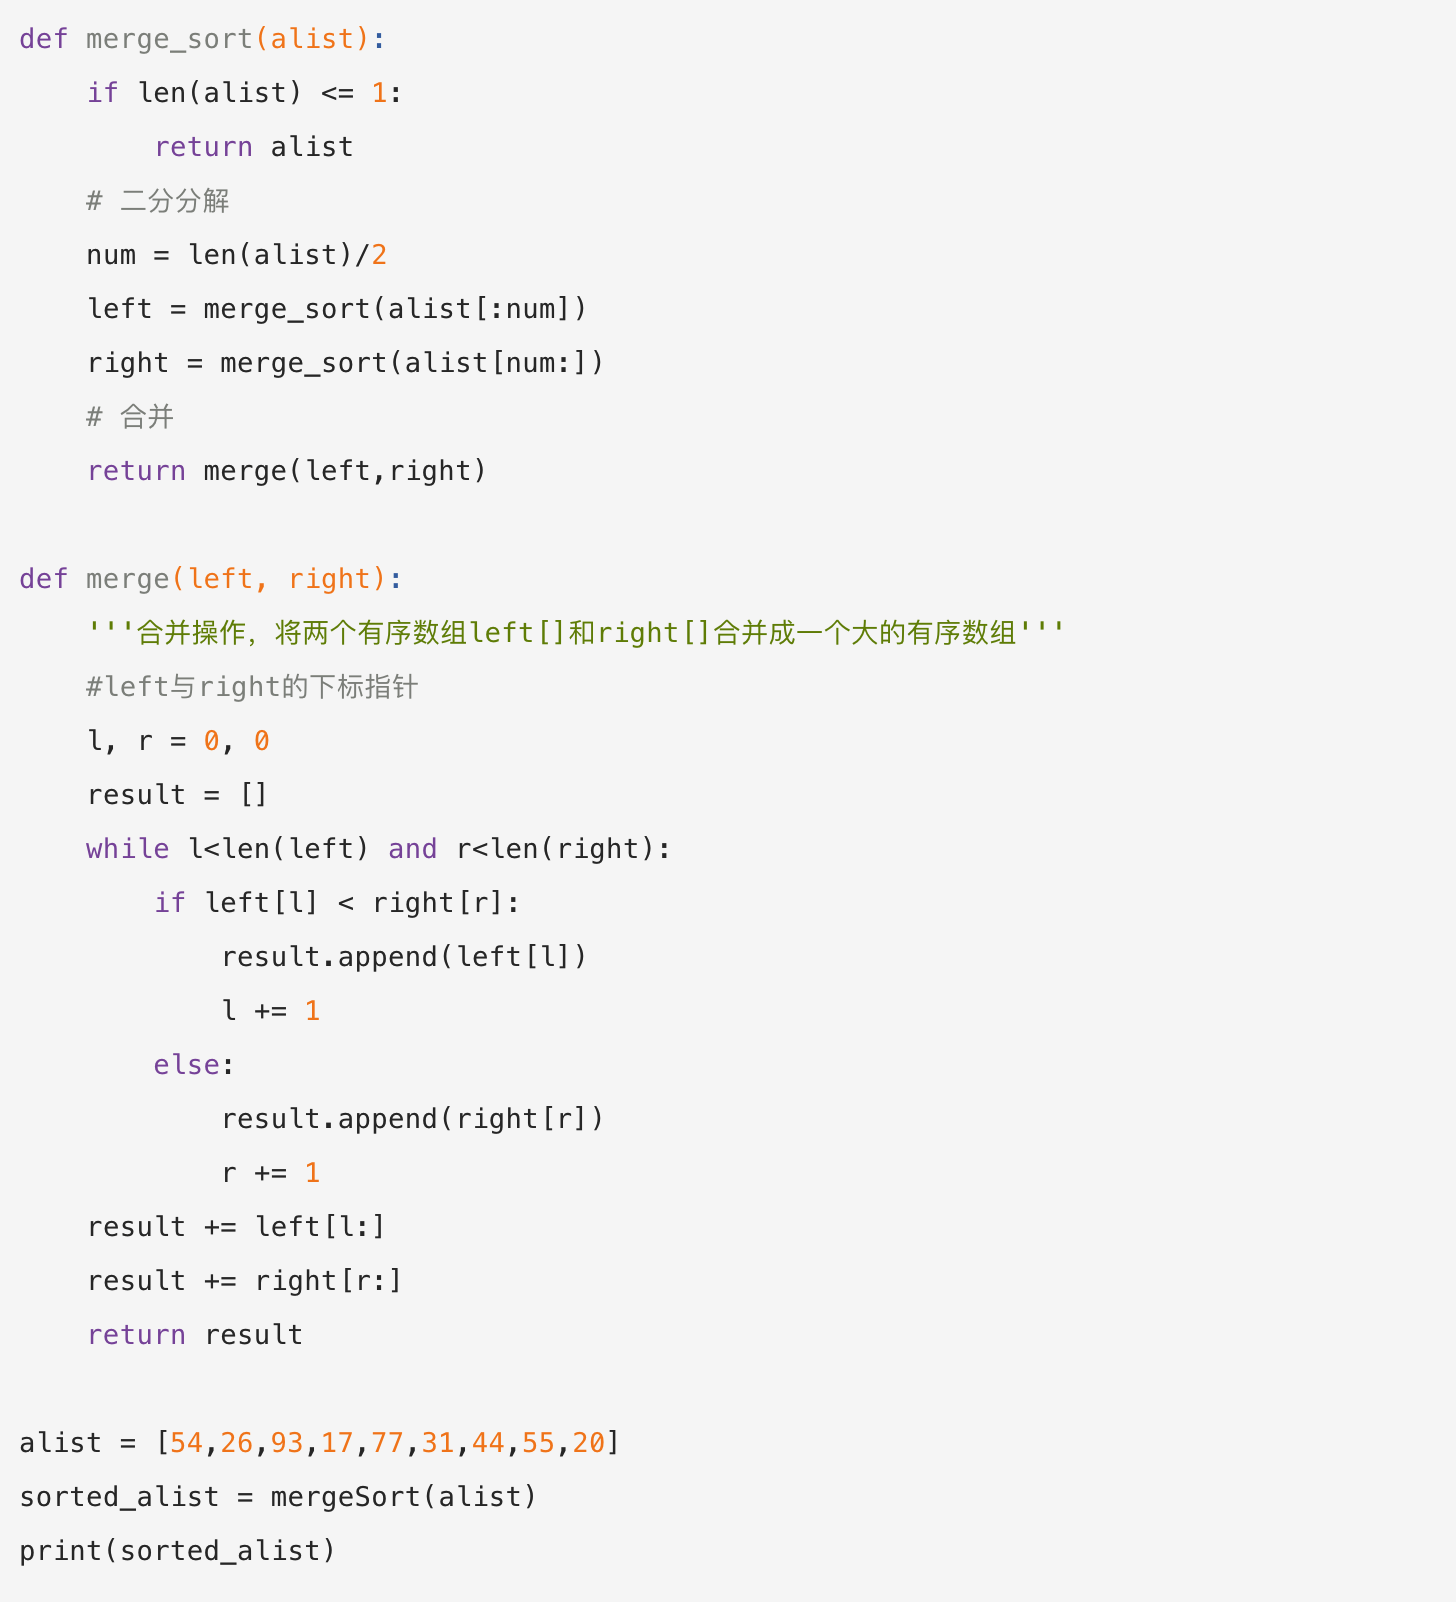 def merge_sort(alist):
    if len(alist) <= 1:
        return alist
    # 二分分解
    num = len(alist)/2
    left = merge_sort(alist[:num])
    right = merge_sort(alist[num:])
    # 合并
    return merge(left,right)

def merge(left, right):
    '''合并操作，将两个有序数组left[]和right[]合并成一个大的有序数组'''
    #left与right的下标指针
    l, r = 0, 0
    result = []
    while l<len(left) and r<len(right):
        if left[l] < right[r]:
            result.append(left[l])
            l += 1
        else:
            result.append(right[r])
            r += 1
    result += left[l:]
    result += right[r:]
    return result

alist = [54,26,93,17,77,31,44,55,20]
sorted_alist = mergeSort(alist)
print(sorted_alist)